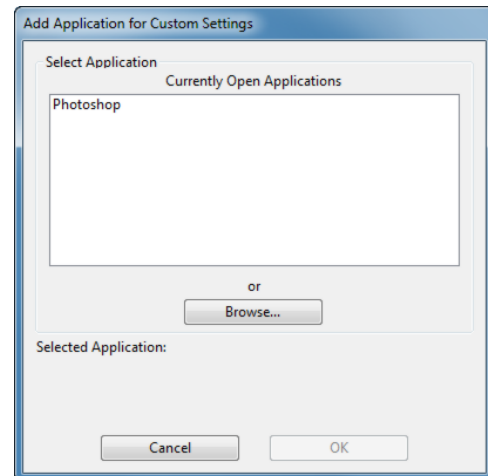 Add Application for Custom Settings
Select Application
Currently Open Applications
Photoshop
or
Browse...
Selected Application:
Cancel
OK